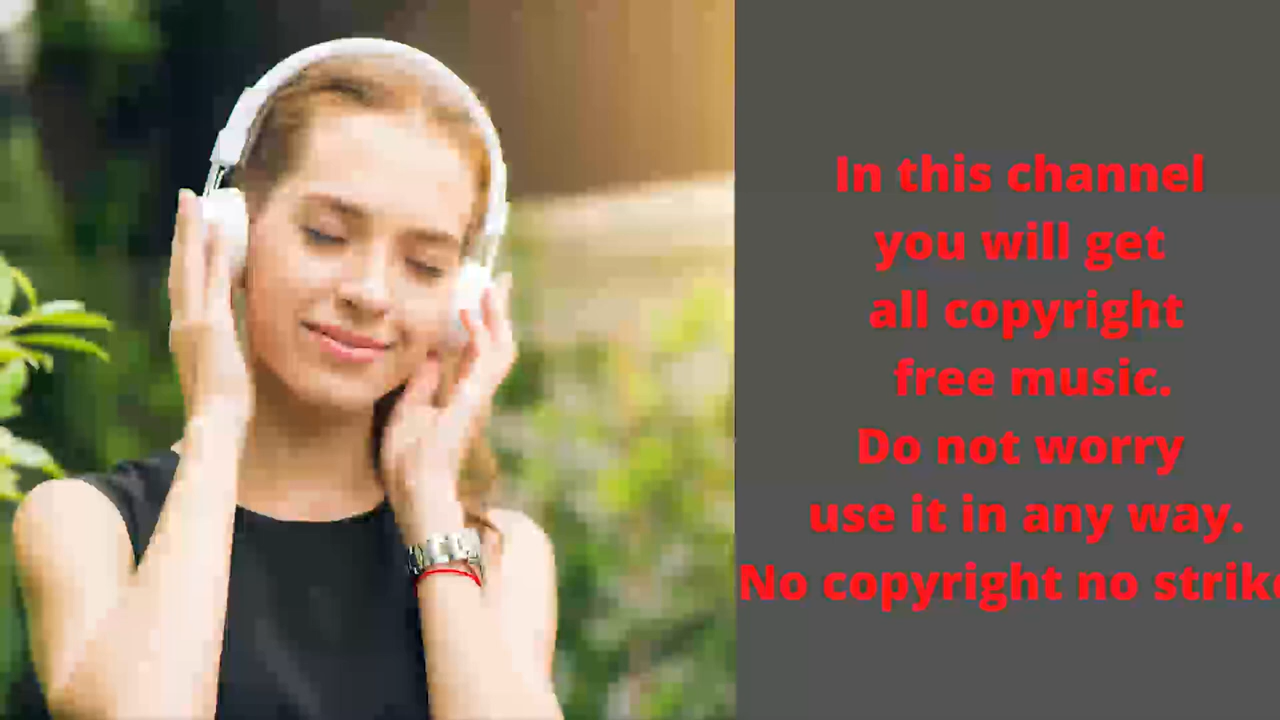 In this channel
you will get
all copyright
free music.
Do not worry
use it in any way.
No copyright no strike